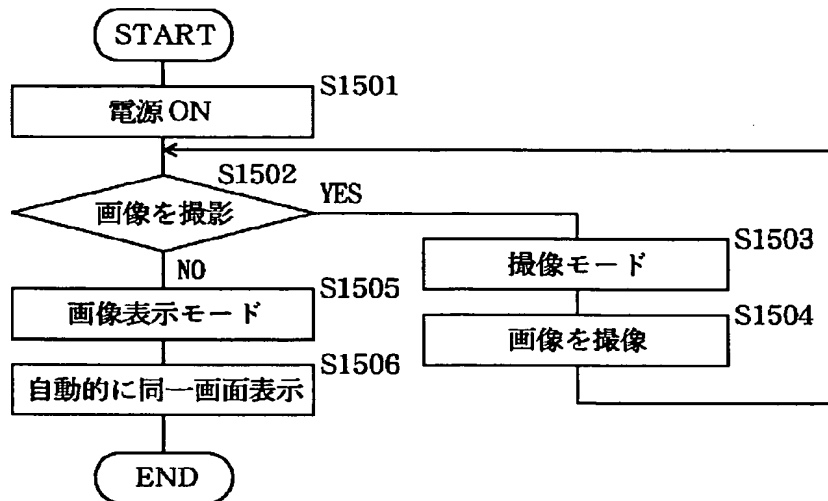 START
S1501
電源 ON
S1502
画像を撮影
YES
NO
S1503
撮像モード
S1504
画像を撮像
S1505
画像表示モード
S1506
自動的に同一画面表示
END